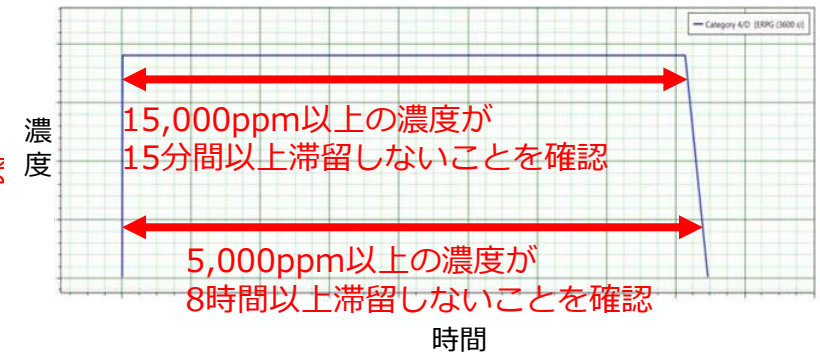 Category 4/D (ERPG (3600 s))
15,000ppm以上の濃度が
15分間以上滞留しないことを確認
濃度
5,000ppm以上の濃度が
8時間以上滞留しないことを確認
時間